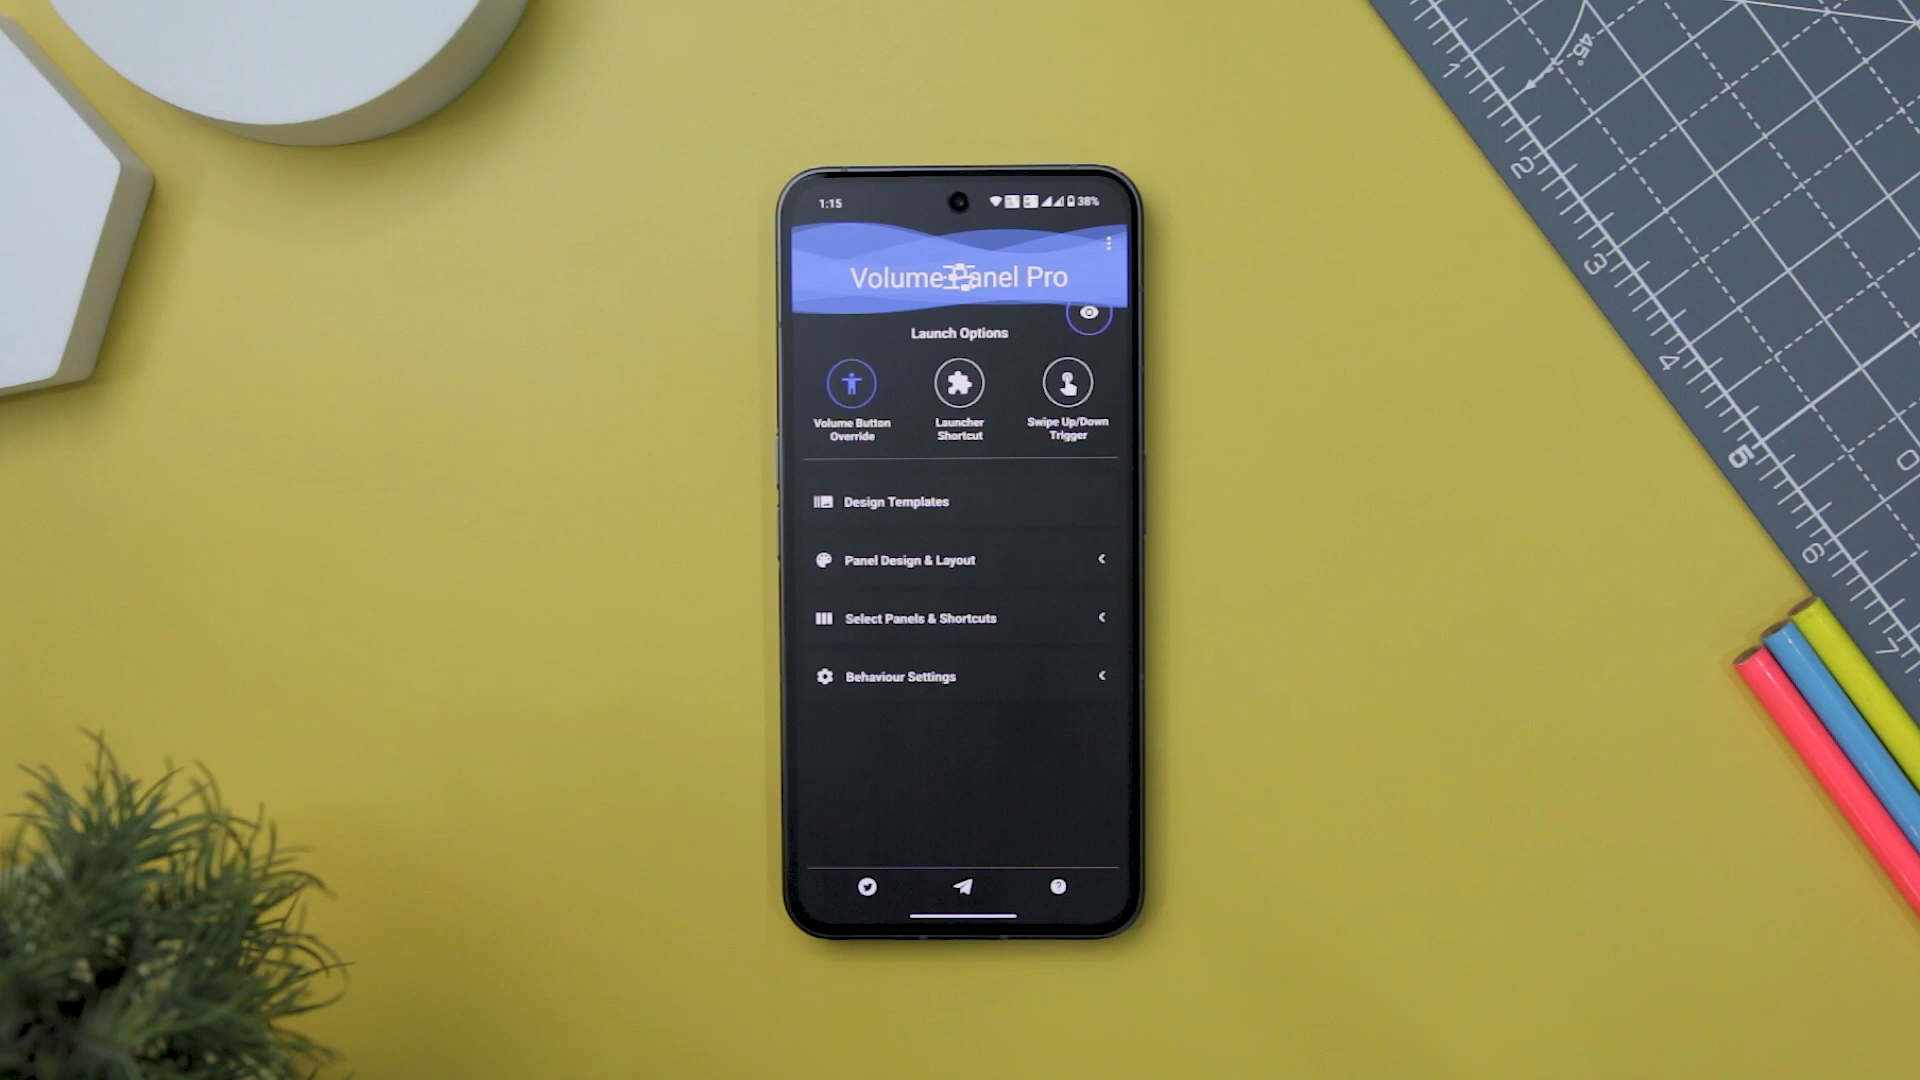 1:15
38%
Volume Panel Pro
Launch Options
Volume Button
Override
Launcher
Shortcut
Swipe Up/Down
Trigger
Design Templates
Panel Design & Layout
Select Panels & Shortcuts
Behaviour Settings
45°
1
2
3
4
5
6
7
0